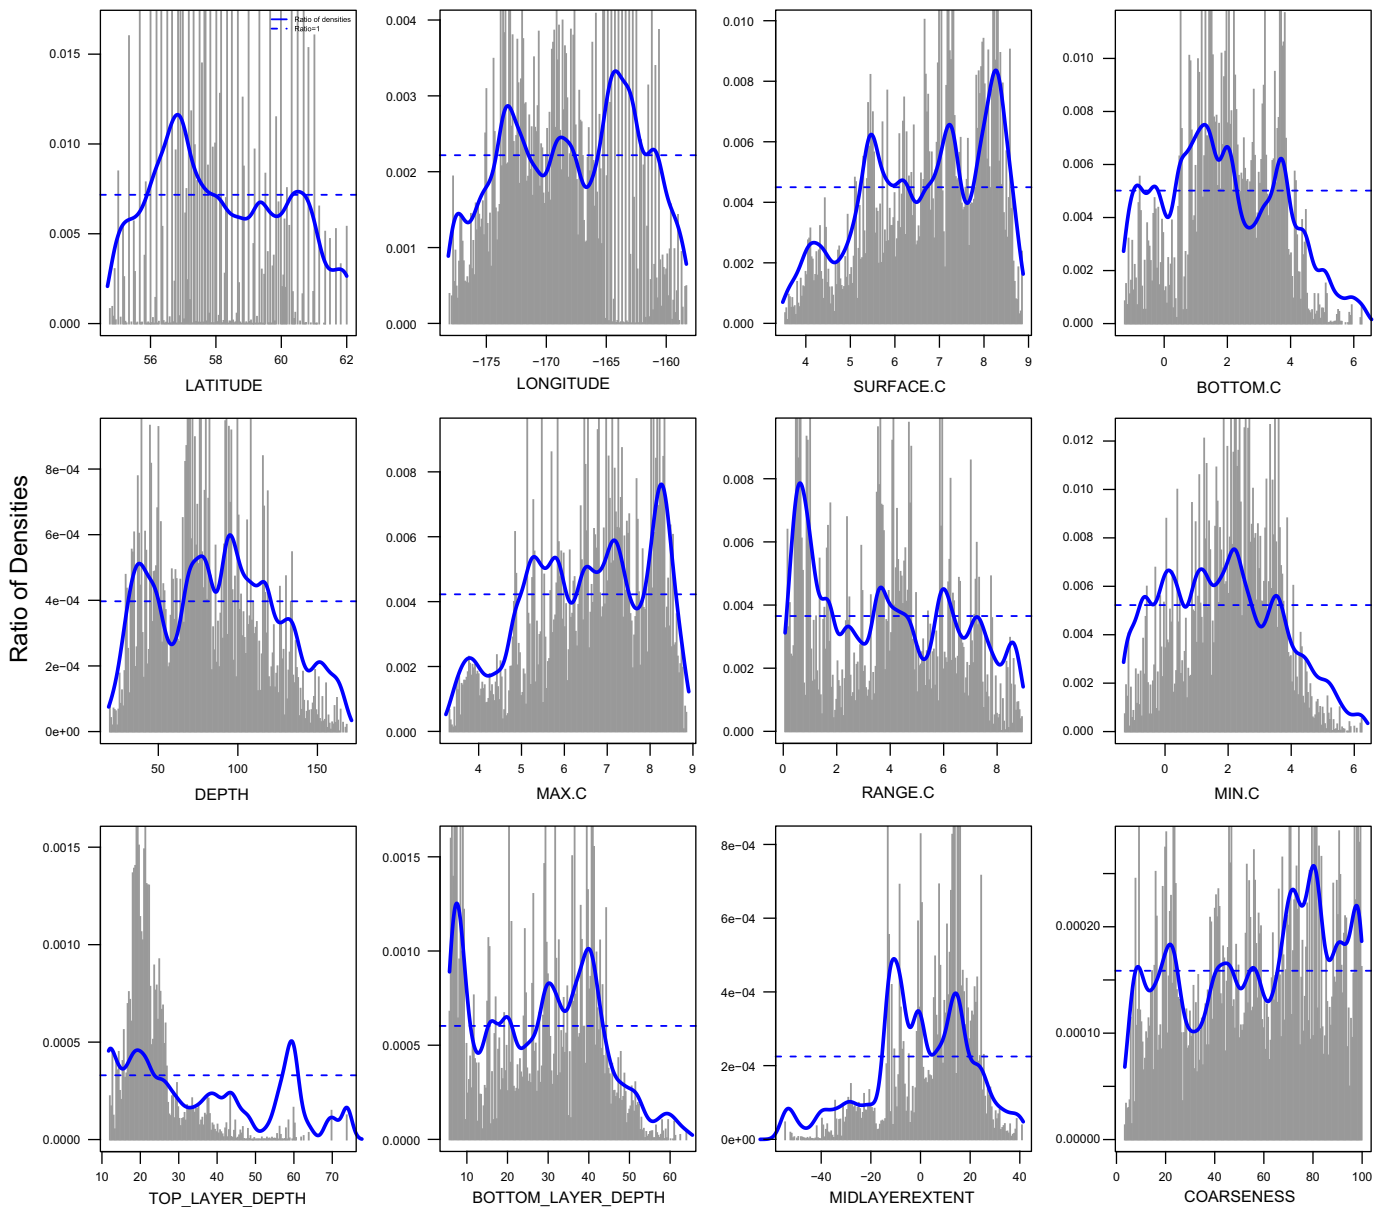 Ratio of Densities
0.015
0.010
0.005
0.000
Ratio of densities
Ratio=1
56 58 60 62
LATITUDE
0.004
0.003
0.002
0.001
0.000
−175 −170 −165 −160
LONGITUDE
0.010
0.008
0.006
0.004
0.002
0.000
4 5 6 7 8 9
SURFACE.C
0.010
0.008
0.006
0.004
0.002
0.000
0 2 4 6
BOTTOM.C
8e−04
6e−04
4e−04
2e−04
0e+00
50 100 150
DEPTH
0.008
0.006
0.004
0.002
0.000
4 5 6 7 8 9
MAX.C
0.008
0.006
0.004
0.002
0.000
0 2 4 6 8
RANGE.C
0.012
0.010
0.008
0.006
0.004
0.002
0.000
0 2 4 6
MIN.C
0.0015
0.0010
0.0005
0.0000
10 20 30 40 50 60 70
TOP_LAYER_DEPTH
0.0015
0.0010
0.0005
0.0000
10 20 30 40 50 60
BOTTOM_LAYER_DEPTH
8e−04
6e−04
4e−04
2e−04
0e+00
−40 −20 0 20 40
MIDLAYEREXTENT
0.00020
0.00010
0.00000
0 20 40 60 80 100
COARSENESS